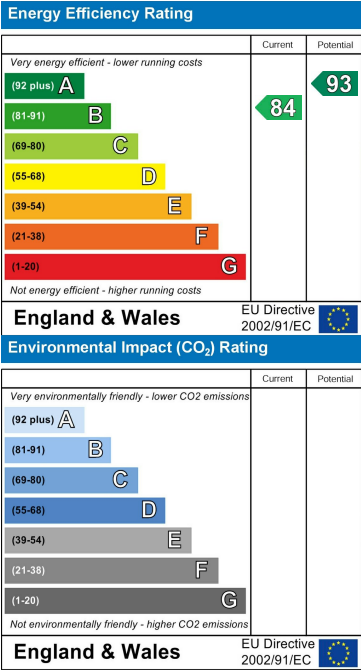 Energy Efficiency Rating
Current Potential
Very energy efficient - lower running costs
(92 plus) A
93
(81-91) B
84
(69-80) C
(55-68) D
(39-54) E
(21-38) F
(1-20) G
Not energy efficient - higher running costs
England & Wales
EU Directive
2002/91/EC
Environmental Impact (CO₂) Rating
Current Potential
Very environmentally friendly - lower CO2 emissions
(92 plus) A
(81-91) B
(69-80) C
(55-68) D
(39-54) E
(21-38) F
(1-20) G
Not environmentally friendly - higher CO2 emissions
England & Wales
EU Directive
2002/91/EC